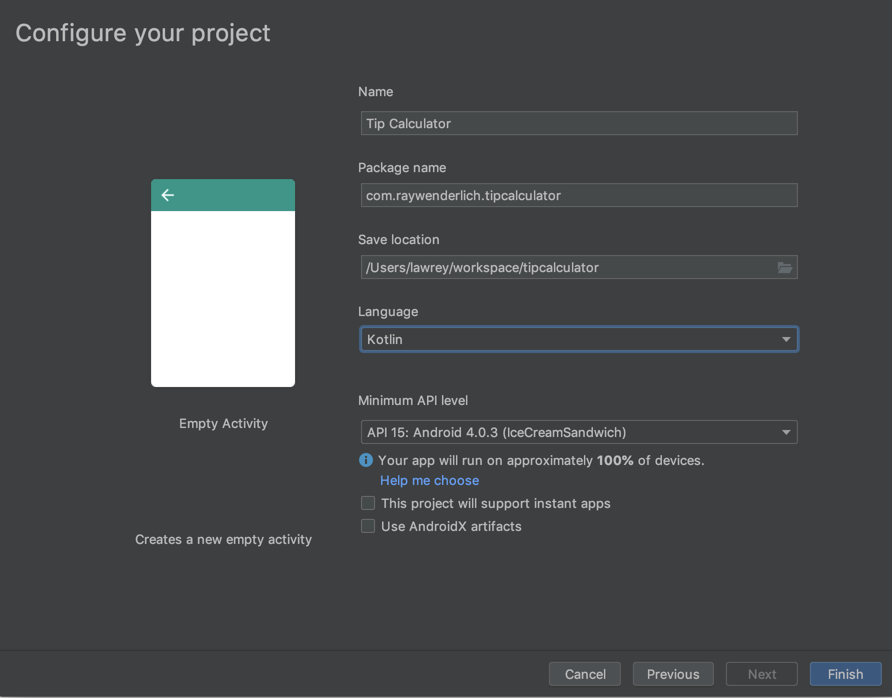 Configure your project
Name
Tip Calculator
Package name
com.raywenderlich.tipcalculator
Save location
/Users/lawrey/workspace/tipcalculator
Language
Kotlin
Empty Activity
Minimum API level
API 15: Android 4.0.3 (IceCreamSandwich)
Your app will run on approximately 100% of devices.
Help me choose
This project will support instant apps
Use AndroidX artifacts
Creates a new empty activity
Cancel Previous Next Finish